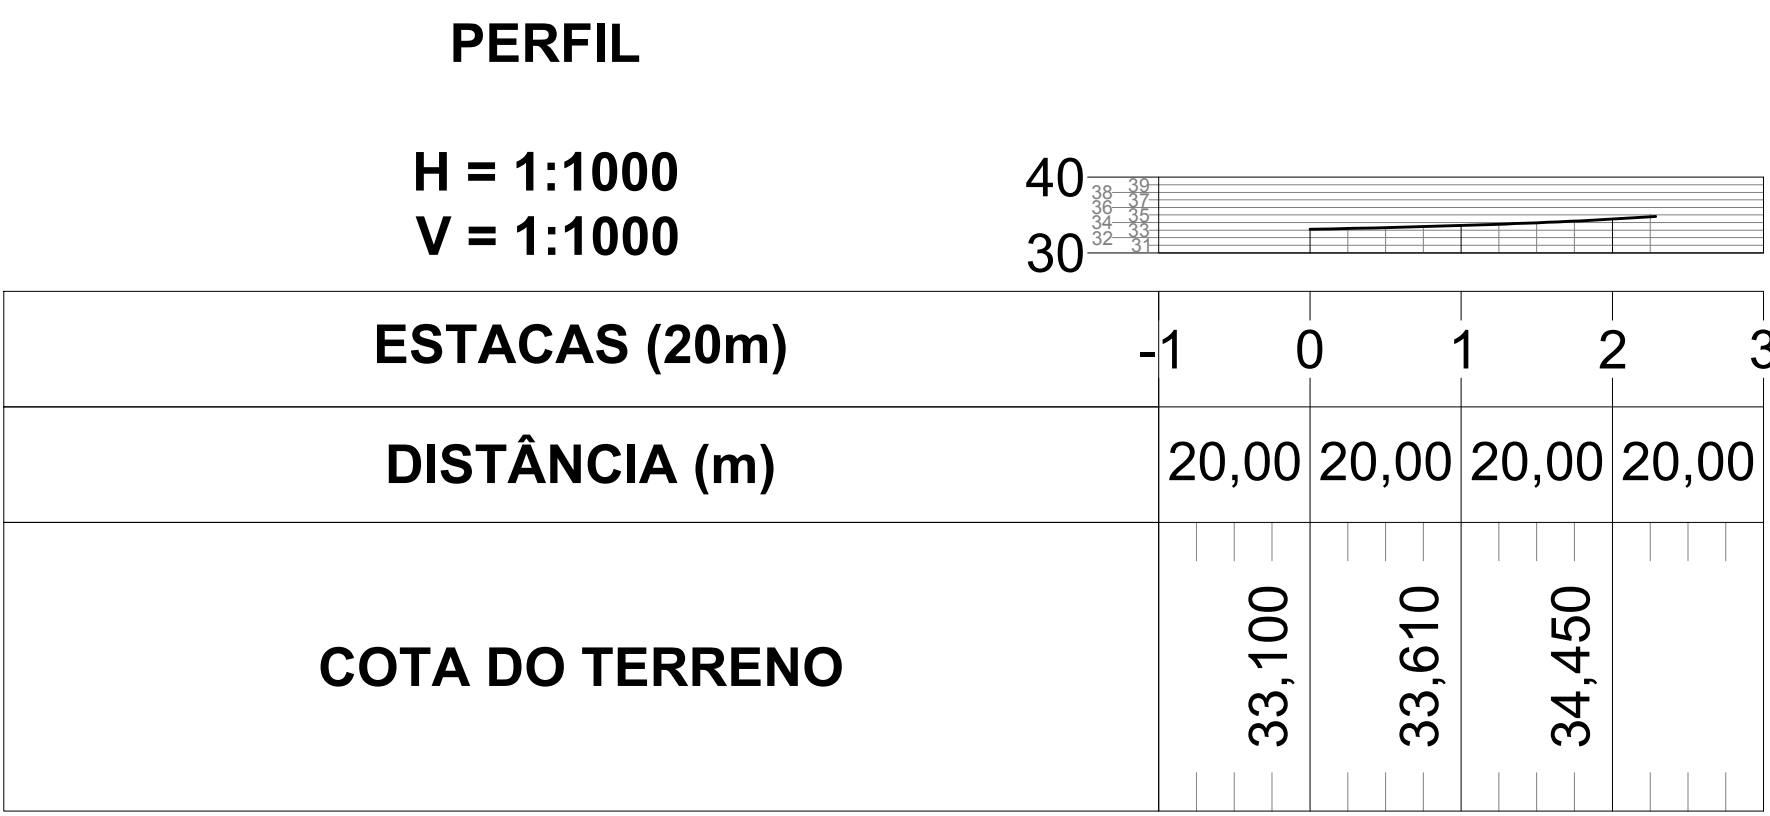 PERFIL
H = 1:1000
V = 1:1000
40
39
38
37
36
35
34
33
32
31
30
ESTACAS (20m) -1 0 1 2 3
DISTÂNCIA (m) 20,00 20,00 20,00 20,00
COTA DO TERRENO 33,100 33,610 34,450